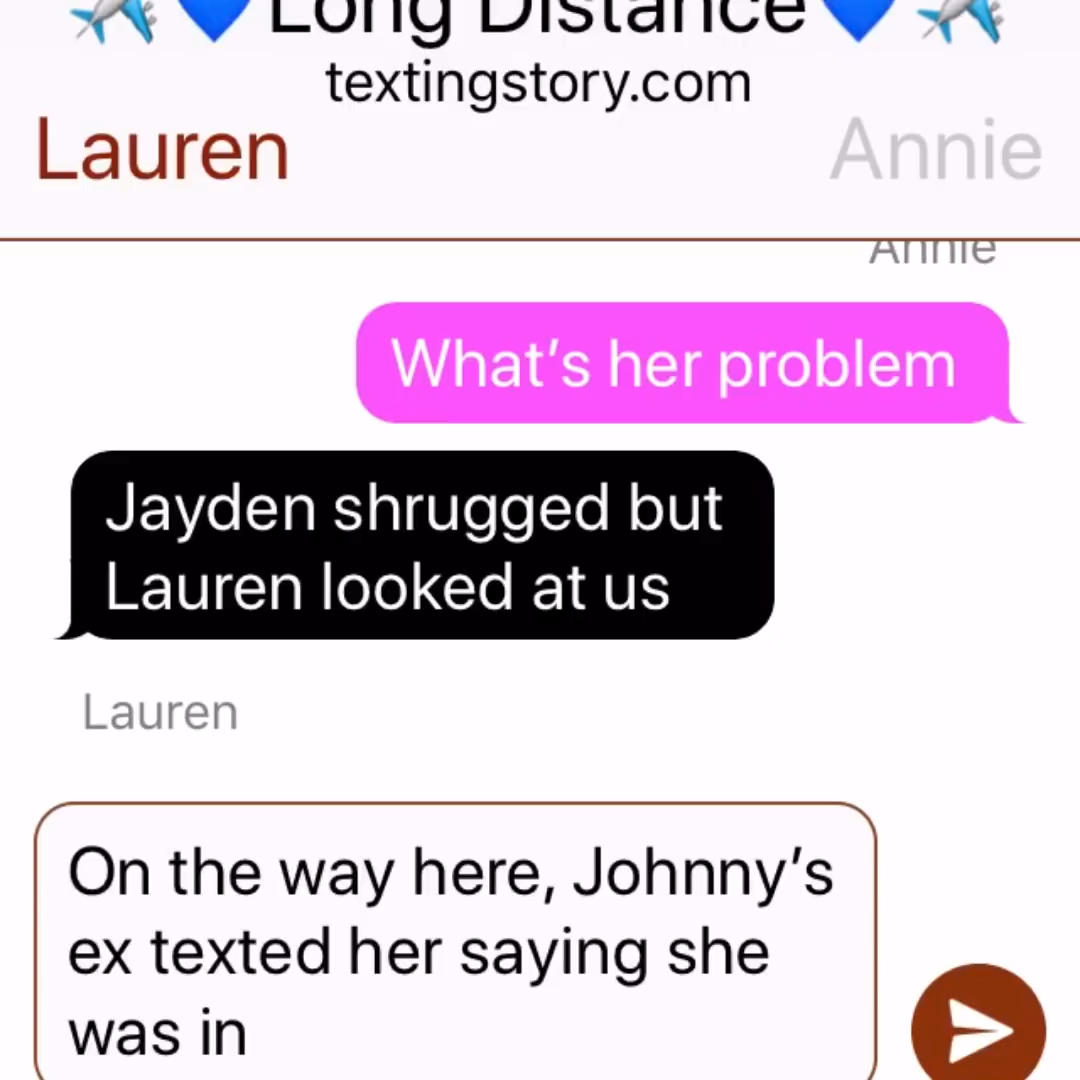 ✈️💙Long Distance💙✈️
textingstory.com
Lauren Annie
Annie
What’s her problem
Jayden shrugged but
Lauren looked at us
Lauren
On the way here, Johnny’s
ex texted her saying she
was in